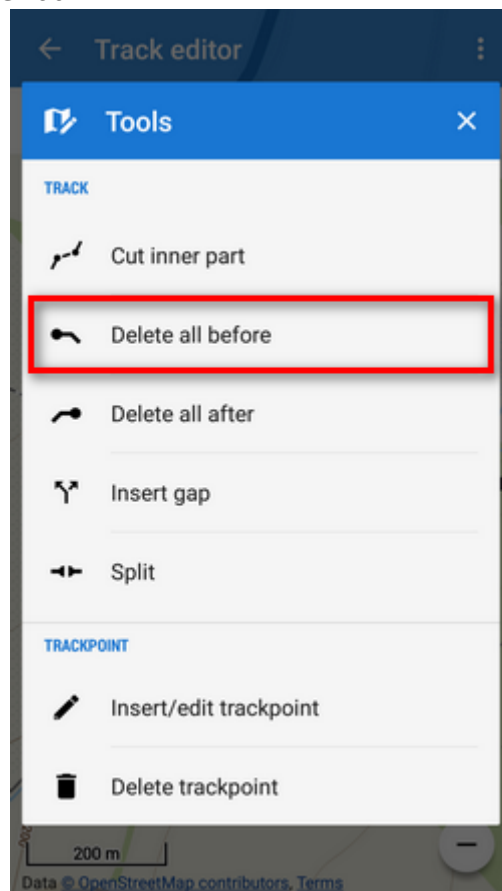 Track editor
Tools
TRACK
Cut inner part
Delete all before
Delete all after
Insert gap
Split
TRACKPOINT
Insert/edit trackpoint
Delete trackpoint
200
200 m
Data © OpenStreetMap contributors, Terms